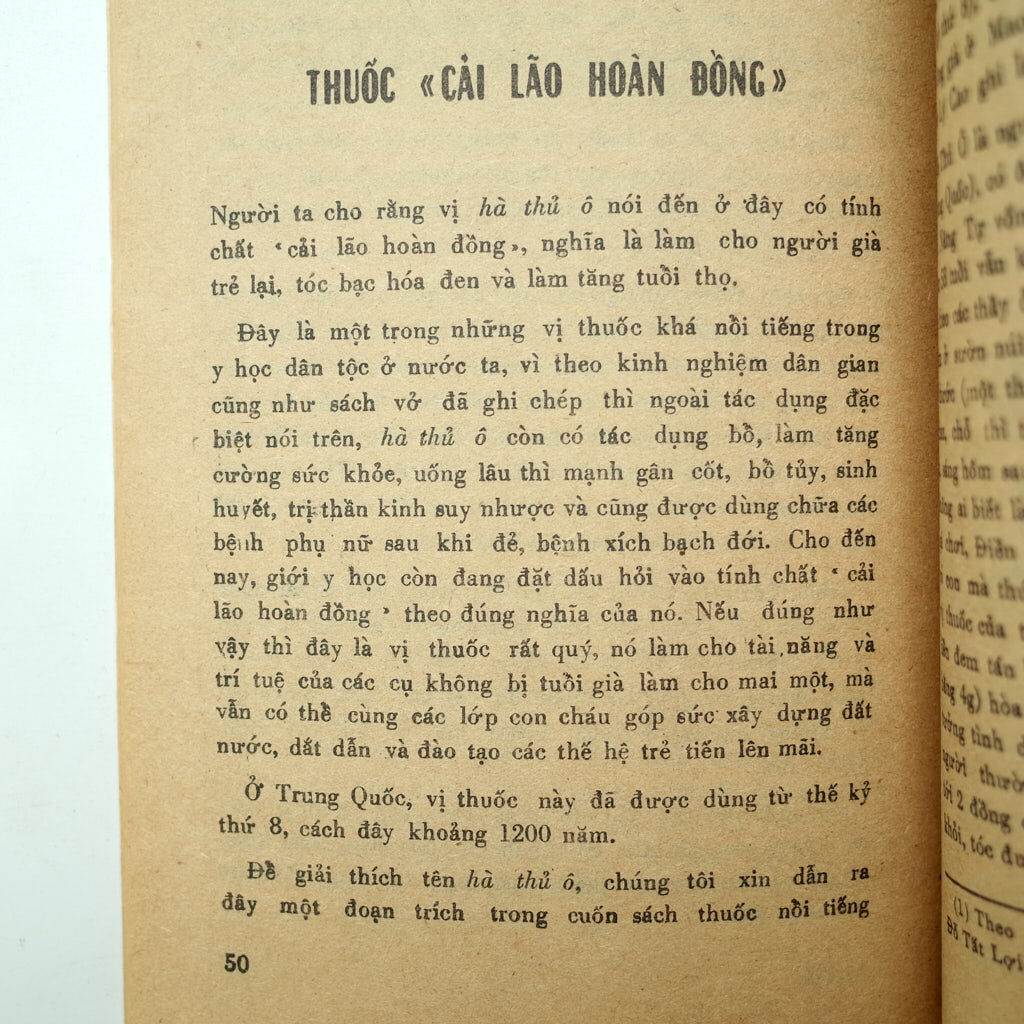 THUỐC «CẢI LÃO HOÀN ĐỒNG»
Người ta cho rằng vị hà thủ ô nói đến ở đây có tính
chất «cải lão hoàn đồng», nghĩa là làm cho người già
trẻ lại, tóc bạc hóa đen và làm tăng tuổi thọ.
Đây là một trong những vị thuốc khá nổi tiếng trong
y học dân tộc ở nước ta, vì theo kinh nghiệm dân gian
cũng như sách vở đã ghi chép thì ngoài tác dụng đặc
biệt nói trên, hà thủ ô còn có tác dụng bổ, làm tăng
cường sức khỏe, uống lâu thì mạnh gân cốt, bổ tủy, sinh
huyết, trị thần kinh suy nhược và cũng được dùng chữa các
bệnh phụ nữ sau khi đẻ, bệnh xích bạch đới. Cho đến
nay, giới y học còn đang đặt dấu hỏi vào tính chất «cải
lão hoàn đồng» theo đúng nghĩa của nó. Nếu đúng như
vậy thì đây là vị thuốc rất quý, nó làm cho tài năng và
trí tuệ của các cụ không bị tuổi già làm cho mai một, mà
vẫn có thể cùng các lớp con cháu góp sức xây dựng đất
nước, dắt dẫn và đào tạo các thế hệ trẻ tiến lên mãi.
Ở Trung Quốc, vị thuốc này đã được dùng từ thế kỷ
thứ 8, cách đây khoảng 1200 năm.
Để giải thích tên hà thủ ô, chúng tôi xin dẫn ra
đây một đoạn trích trong cuốn sách thuốc nổi tiếng
50
(1) Theo
Đỗ Tất Lợi